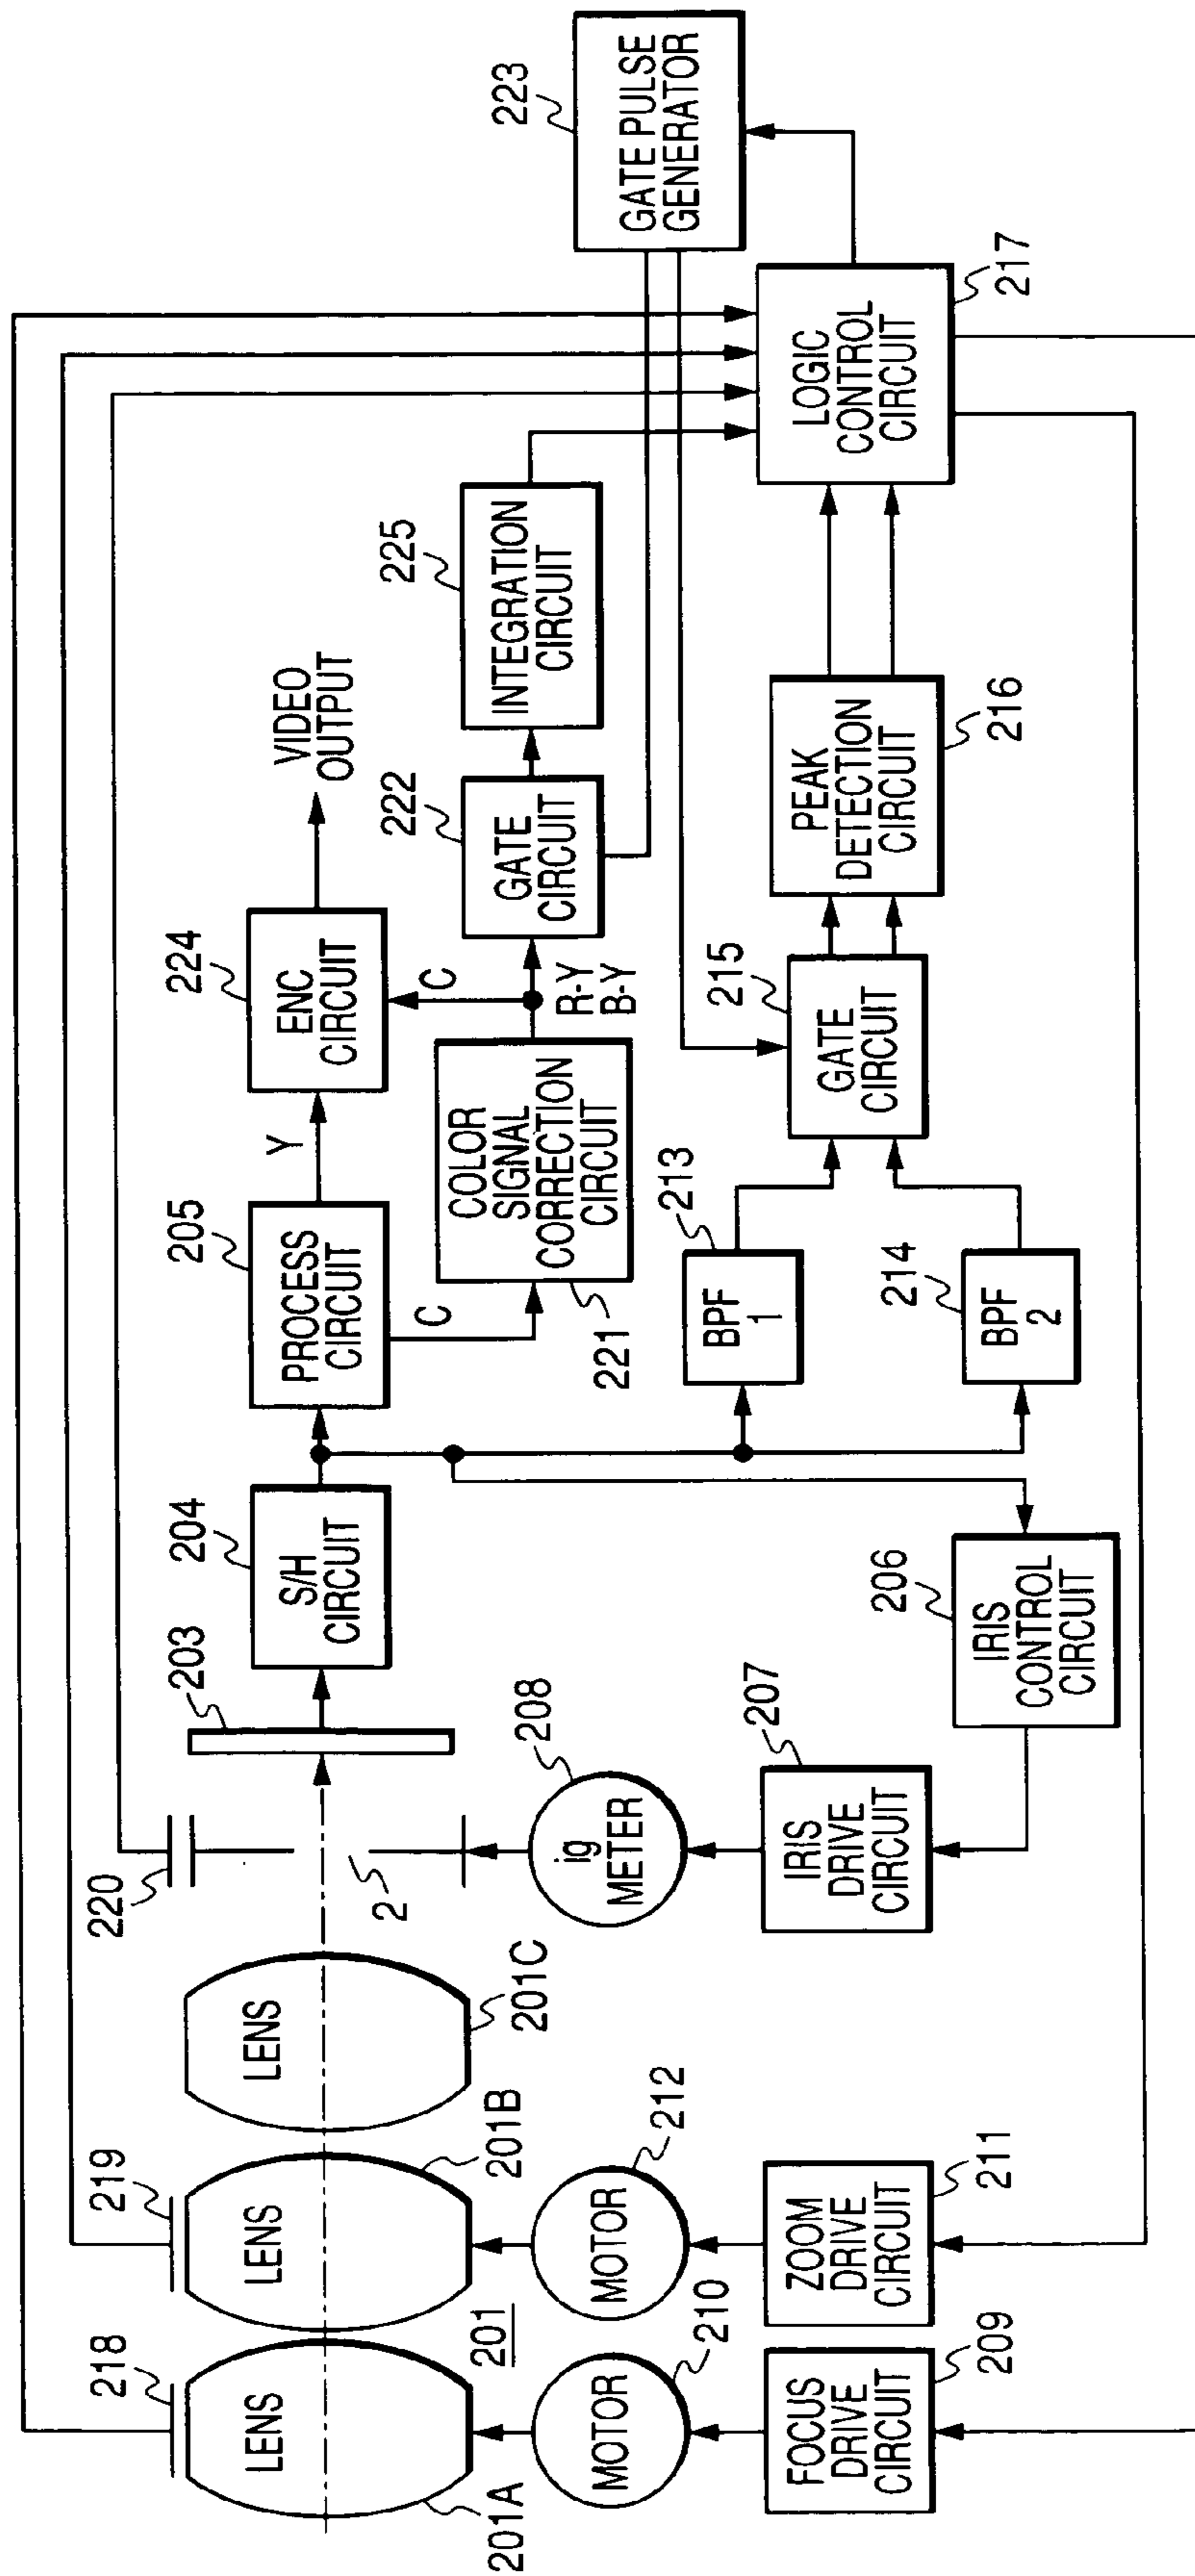 218
219
220
203
204
205
224
VIDEO
OUTPUT
225
223
LENS
LENS
LENS
S/H
CIRCUIT
PROCESS
CIRCUIT
Y
ENC
CIRCUIT
GATE PULSE
GENERATOR
201A
201
201B
201C
2
208
C
C
222
COLOR
SIGNAL
CORRECTION
CIRCUIT
R-Y
B-Y
GATE
CIRCUIT
INTEGRATION
CIRCUIT
221
MOTOR
210
MOTOR
212
ig
METER
207
213
BPF
1
215
GATE
CIRCUIT
PEAK
DETECTION
CIRCUIT
216
LOGIC
CONTROL
CIRCUIT
217
FOCUS
DRIVE
CIRCUIT
209
ZOOM
DRIVE
CIRCUIT
211
IRIS
DRIVE
CIRCUIT
206
IRIS
CONTROL
CIRCUIT
214
BPF
2